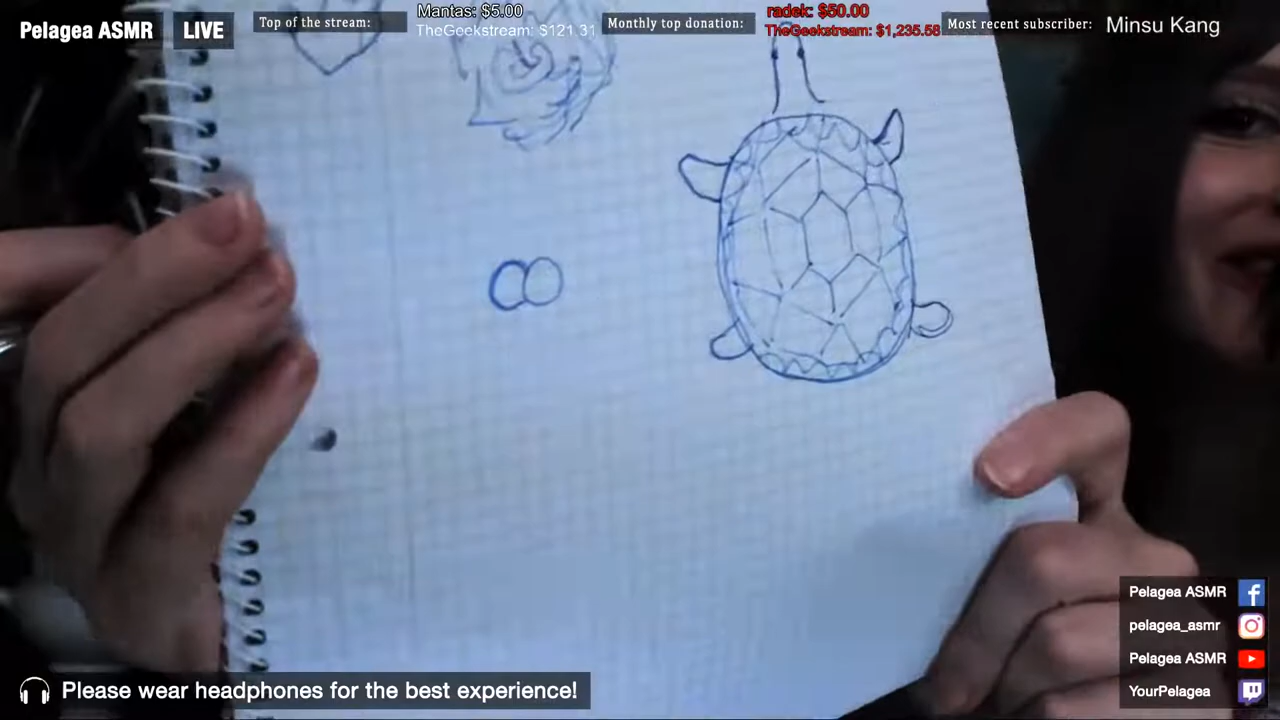 Pelagea ASMR
LIVE
Top of the stream:
Mantas: $5.00
TheGeekstream: $121.31
Monthly top donation:
radek: $50.00
TheGeekstream: $1,235.58
Most recent subscriber:
Minsu Kang
Pelagea ASMR
pelagea_asmr
Pelagea ASMR
YourPelagea
Please wear headphones for the best experience!